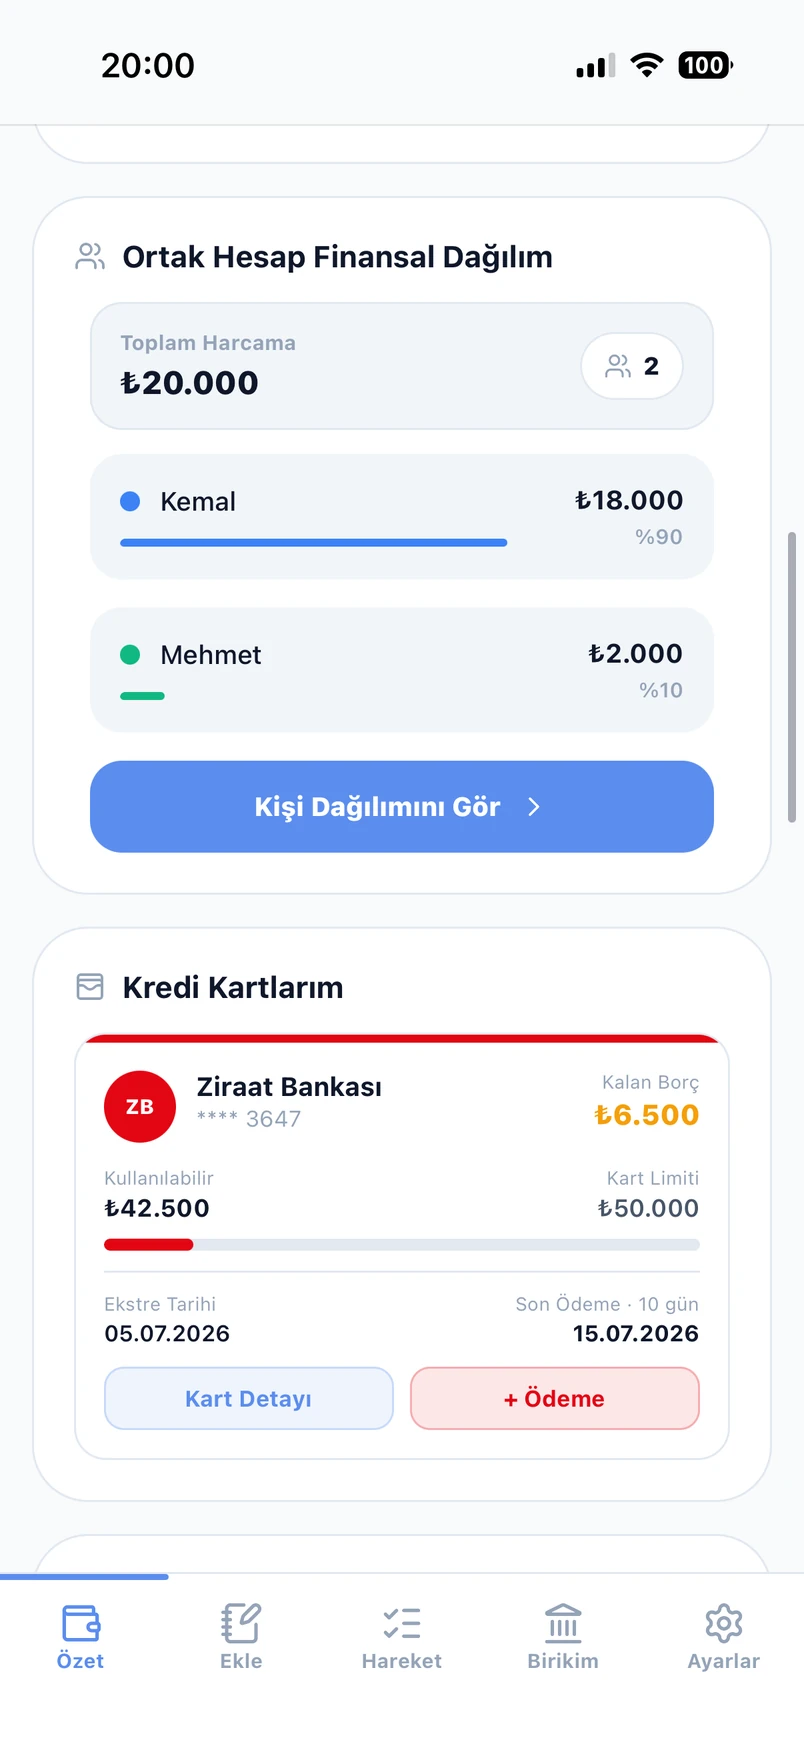 20:00
100
Ortak Hesap Finansal Dağılım
Toplam Harcama
₺20.000
2
Kemal
₺18.000
%90
Mehmet
₺2.000
%10
Kişi Dağılımını Gör
Kredi Kartlarım
ZB
Ziraat Bankası
**** 3647
Kalan Borç
₺6.500
Kullanılabilir
₺42.500
Kart Limiti
₺50.000
Ekstre Tarihi
05.07.2026
Son Ödeme · 10 gün
15.07.2026
Kart Detayı
+ Ödeme
Özet
Ekle
Hareket
Birikim
Ayarlar